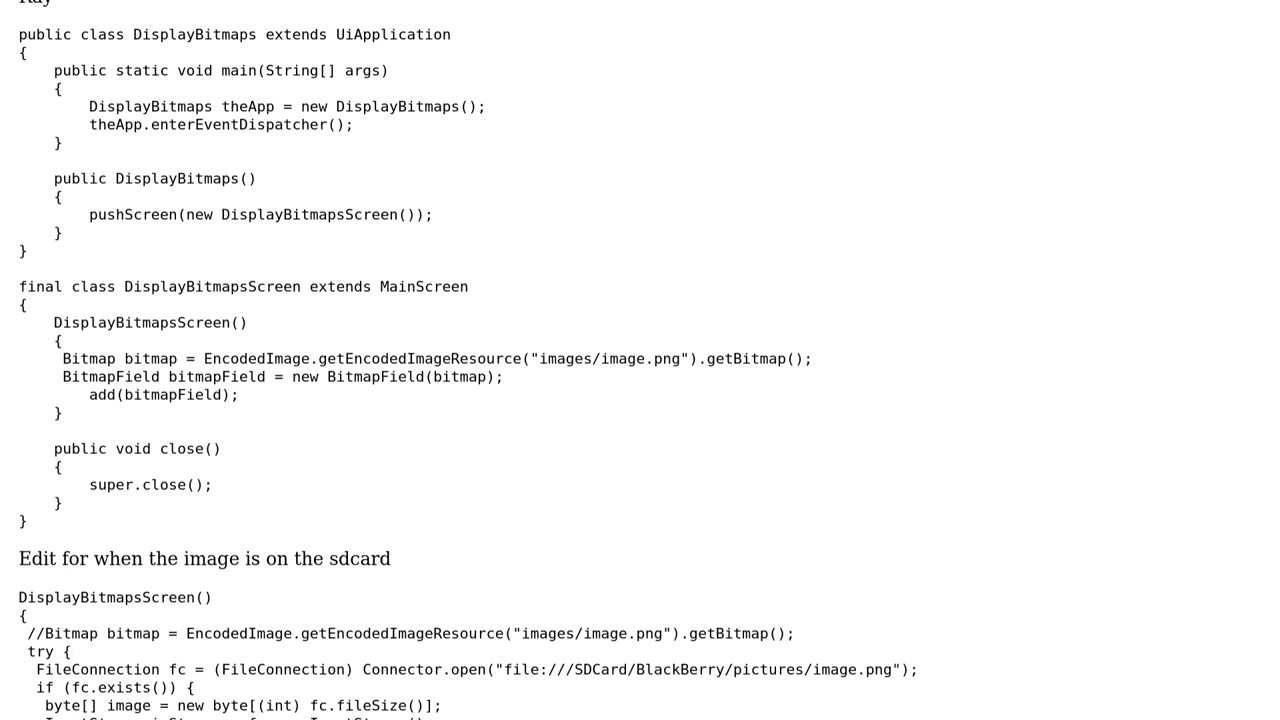 public class DisplayBitmaps extends UiApplication
{
    public static void main(String[] args)
    {
        DisplayBitmaps theApp = new DisplayBitmaps();
        theApp.enterEventDispatcher();
    }

    public DisplayBitmaps()
    {
        pushScreen(new DisplayBitmapsScreen());
    }
}

final class DisplayBitmapsScreen extends MainScreen
{
    DisplayBitmapsScreen()
    {
     Bitmap bitmap = EncodedImage.getEncodedImageResource("images/image.png").getBitmap();
     BitmapField bitmapField = new BitmapField(bitmap);
        add(bitmapField);
    }

    public void close()
    {
        super.close();
    }
}
Edit for when the image is on the sdcard
DisplayBitmapsScreen()
{
 //Bitmap bitmap = EncodedImage.getEncodedImageResource("images/image.png").getBitmap();
 try {
  FileConnection fc = (FileConnection) Connector.open("file:///SDCard/BlackBerry/pictures/image.png");
  if (fc.exists()) {
   byte[] image = new byte[(int) fc.fileSize()];